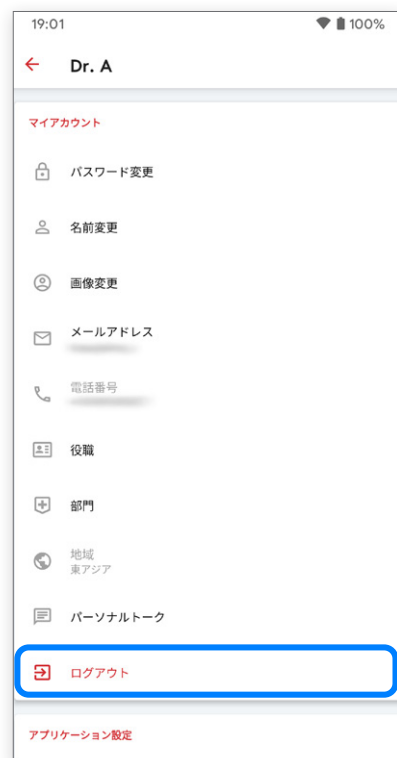 19:01 100%
Dr. A
マイアカウント
パスワード変更
名前変更
画像変更
メールアドレス
電話番号
役職
部門
地域
東アジア
パーソナルトーク
ログアウト
アプリケーション設定